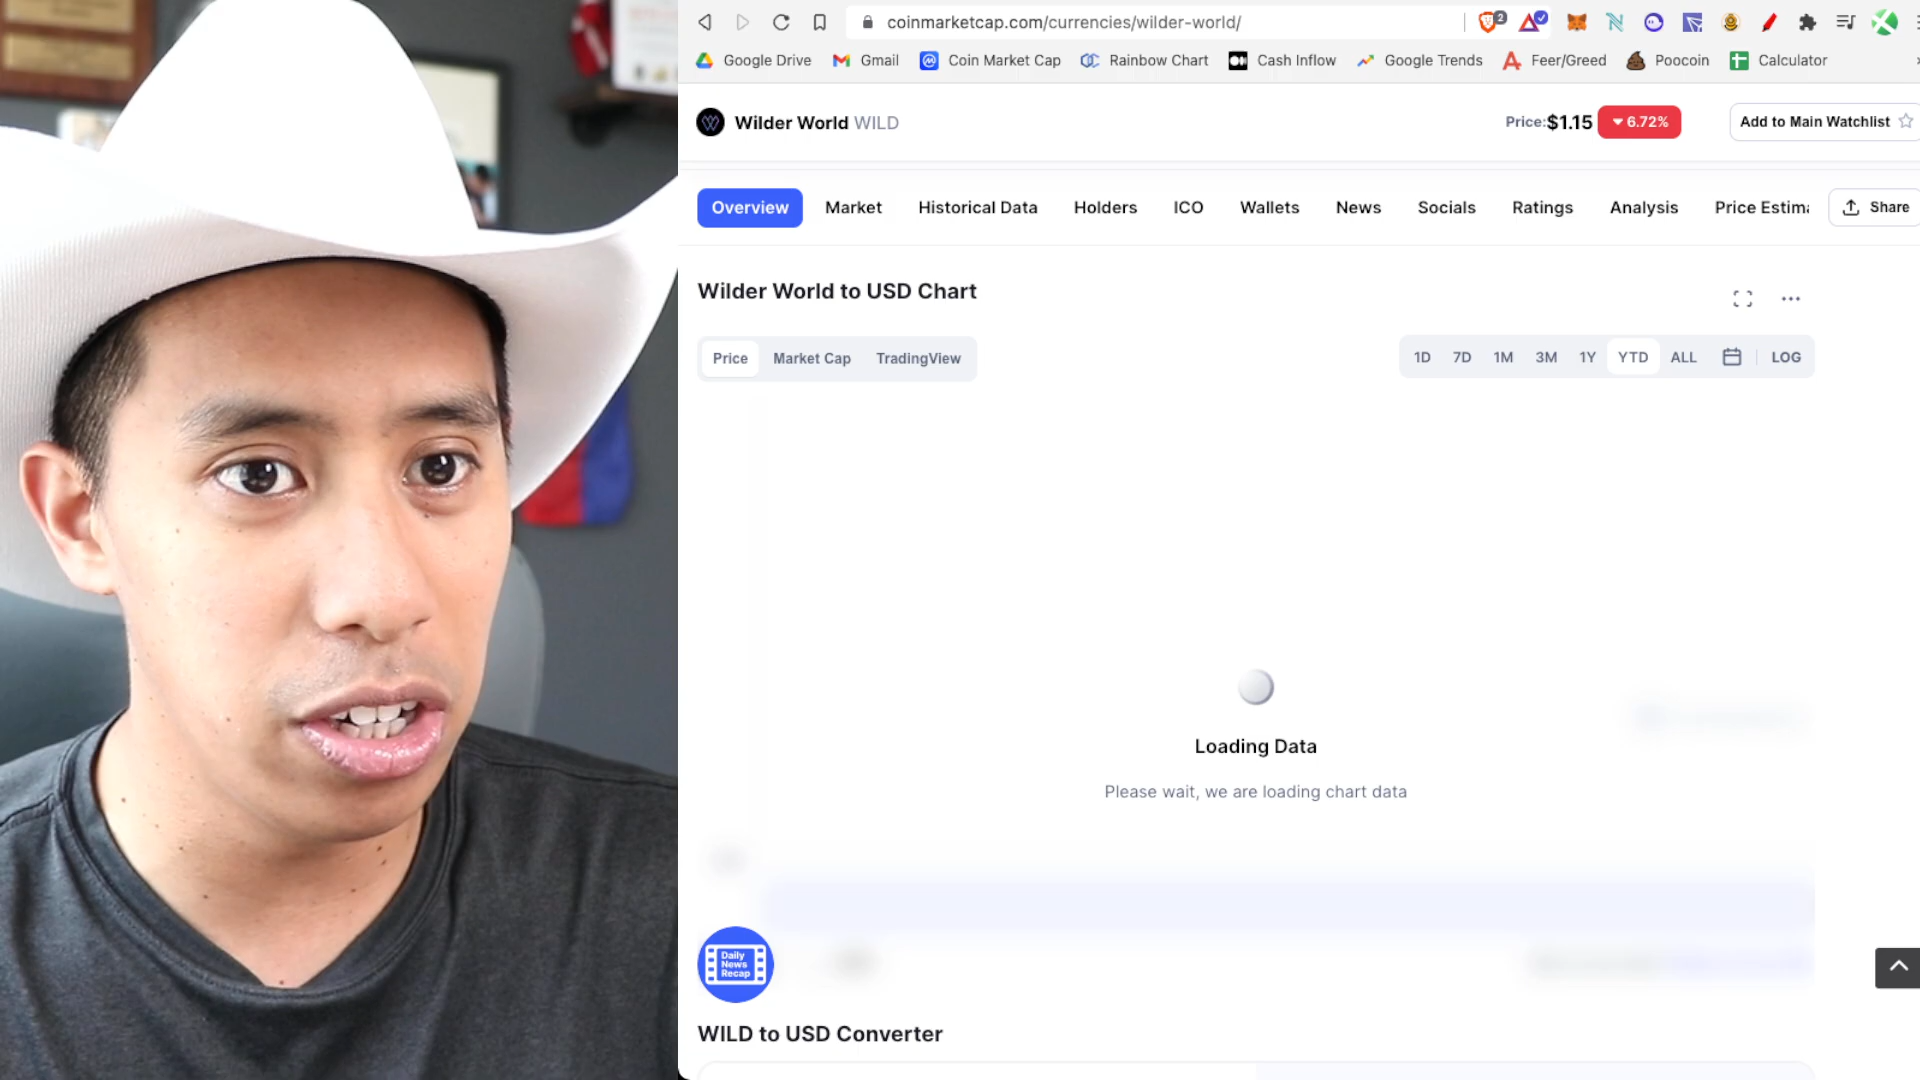 coinmarketcap.com/currencies/wilder-world/
2
Google Drive
Gmail
Coin Market Cap
Rainbow Chart
Cash Inflow
Google Trends
Feer/Greed
Poocoin
Calculator
Wilder World WILD
Price:$1.15
6.72%
Add to Main Watchlist
Overview
Market
Historical Data
Holders
ICO
Wallets
News
Socials
Ratings
Analysis
Price Estima
Share
Wilder World to USD Chart
Price
Market Cap
TradingView
1D
7D
1M
3M
1Y
YTD
ALL
LOG
Loading Data
Please wait, we are loading chart data
Daily
News
Recap
WILD to USD Converter